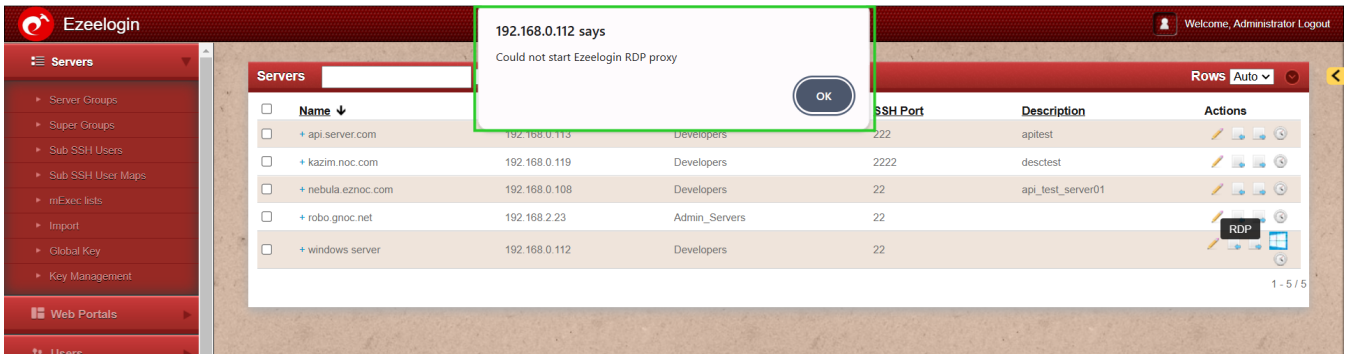 Ezeelogin
192.168.0.112 says
Could not start Ezeelogin RDP proxy
OK
Welcome, Administrator Logout
Servers
Server Groups
Super Groups
Sub SSH Users
Sub SSH User Maps
mExec lists
Import
Global Key
Key Management
Web Portals
Users
Servers
Rows Auto
Name ↓ SSH Port Description Actions
+ api.server.com 192.168.0.113 Developers 222 apitest
+ kazim.noc.com 192.168.0.119 Developers 2222 desctest
+ nebula.eznoc.com 192.168.0.108 Developers 22 api_test_server01
+ robo.gnoc.net 192.168.2.23 Admin_Servers 22
RDP
+ windows server 192.168.0.112 Developers 22
1 - 5 / 5